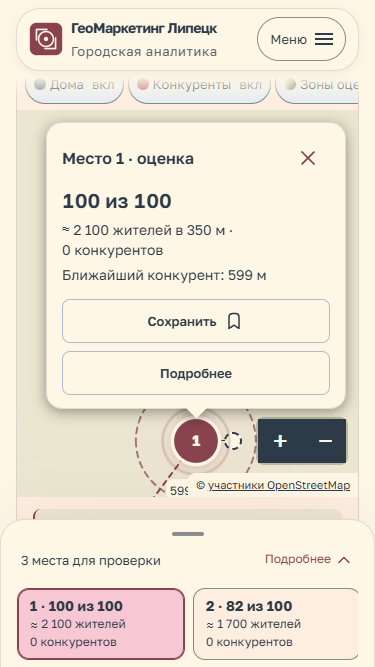 ГеоМаркетинг Липецк
Городская аналитика
Меню
Дома вкл
Конкуренты вкл
Зоны оце
Место 1 · оценка
100 из 100
≈ 2 100 жителей в 350 м ·
0 конкурентов
Ближайший конкурент: 599 м
Сохранить
Подробнее
1
+ −
599
© участники OpenStreetMap
3 места для проверки
Подробнее
1 · 100 из 100
≈ 2 100 жителей
0 конкурентов
2 · 82 из 100
≈ 1 700 жителей
0 конкурентов